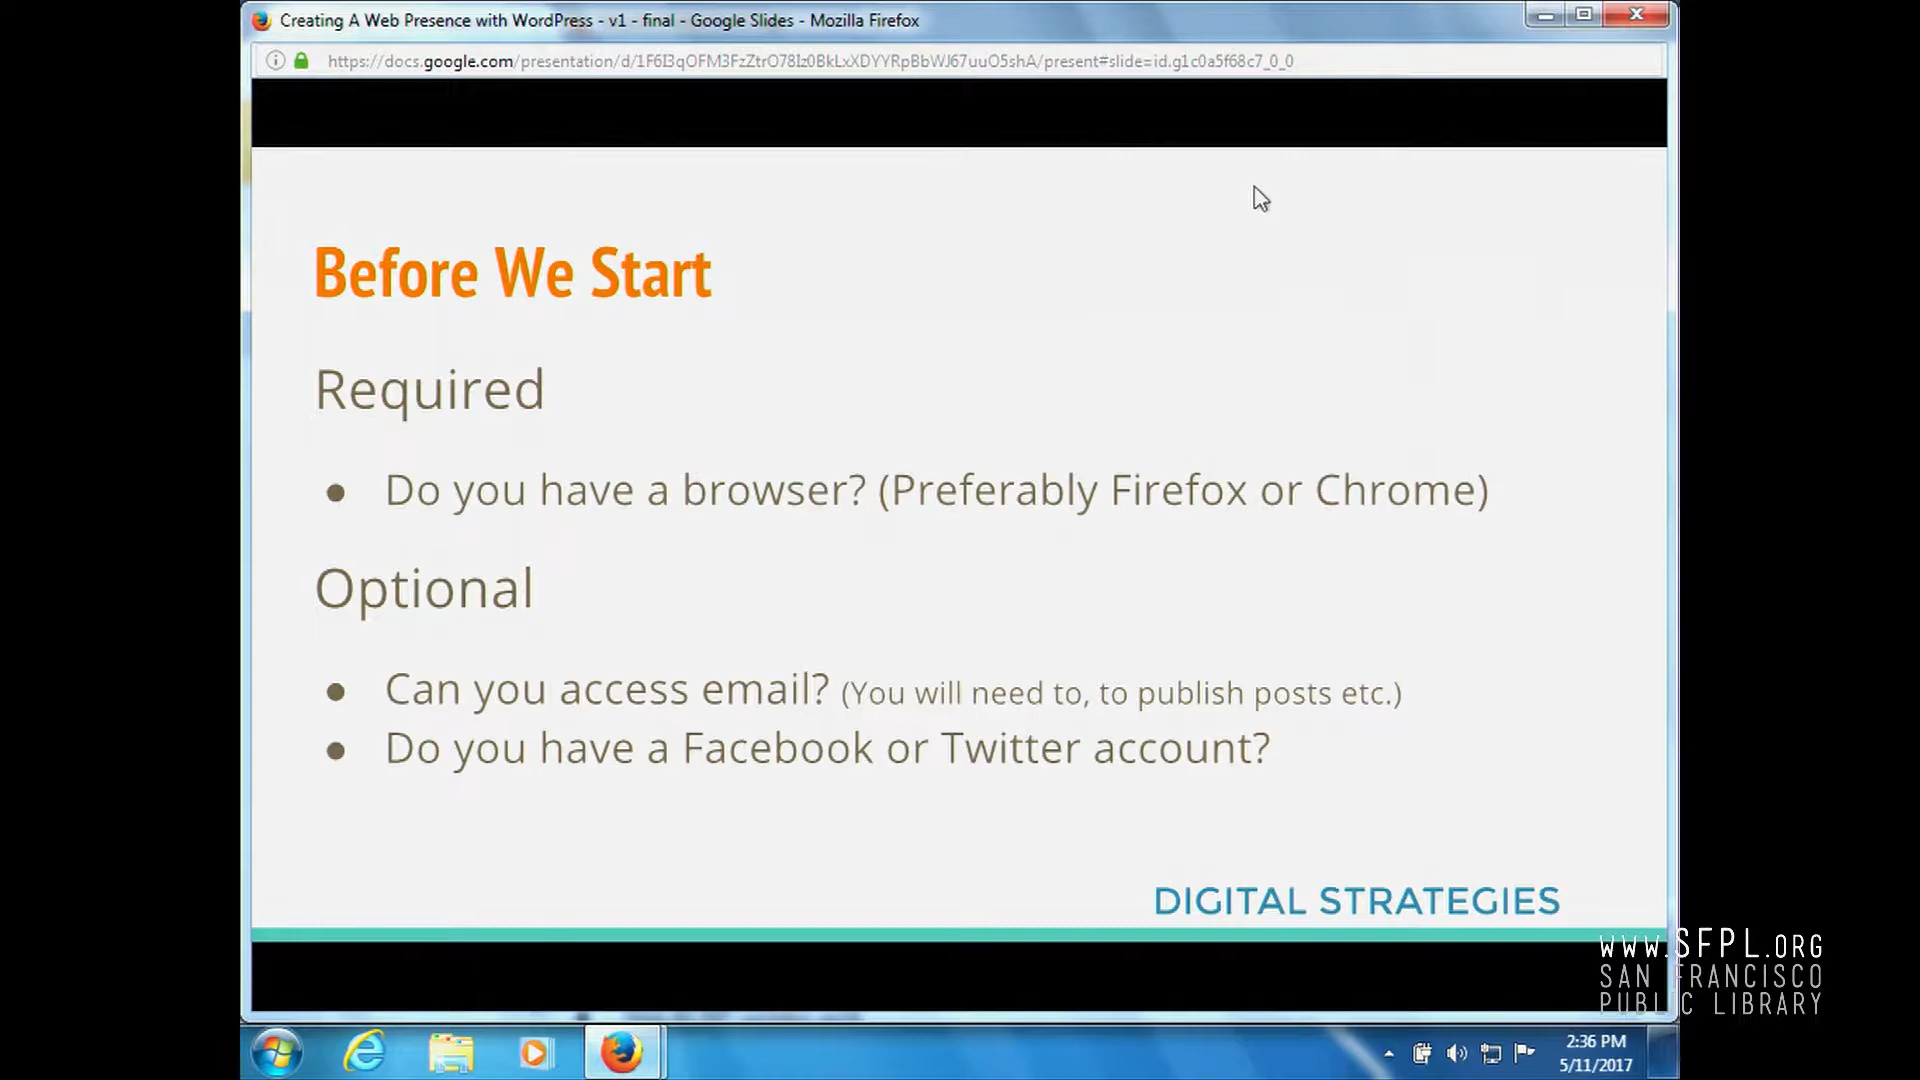 Creating A Web Presence with WordPress - v1 - final - Google Slides - Mozilla Firefox
https://docs.google.com/presentation/d/1F6I3qOFM3FzZtrO78Iz0BkLxXDYYRpBbWJ67uuO5shA/present#slide=id.g1c0a5f68c7_0_0
Before We Start
Required
● Do you have a browser? (Preferably Firefox or Chrome)
Optional
● Can you access email? (You will need to, to publish posts etc.)
● Do you have a Facebook or Twitter account?
DIGITAL STRATEGIES
WWW.SFPL.ORG
SAN FRANCISCO
PUBLIC LIBRARY
2:36 PM
5/11/2017